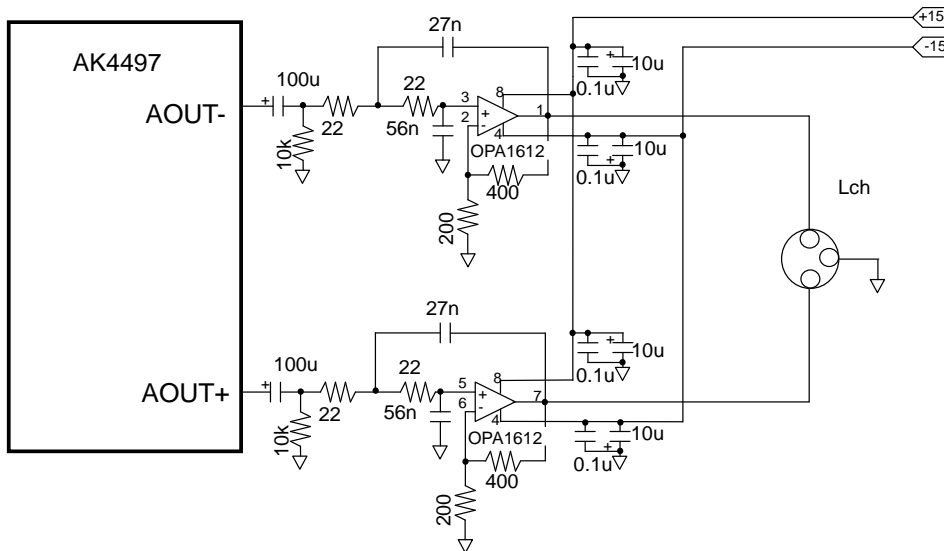 +15
-15
27n
AK4497
10u
100u
22
0.1u
AOUT-
3
8
1
2
4
22
56n
OPA1612
10u
10k
0.1u
400
Lch
200
27n
10u
100u
0.1u
22
8
AOUT+
5
7
6
4
22
56n
OPA1612
10u
10k
0.1u
400
200